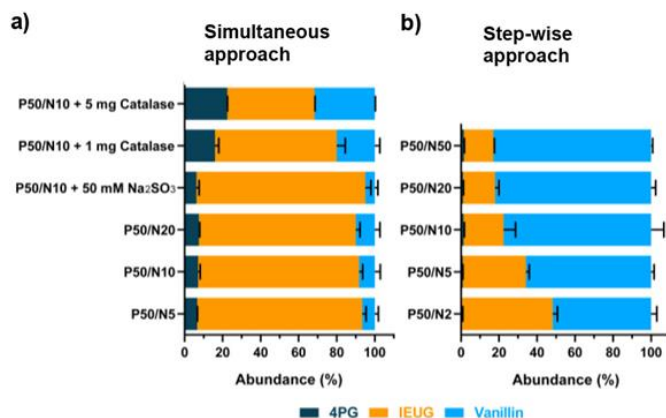 a)
Simultaneous
approach
P50/N10 + 5 mg Catalase
P50/N10 + 1 mg Catalase
P50/N10 + 50 mM Na₂SO₃
P50/N20
P50/N10
P50/N5
0 20 40 60 80 100
Abundance (%)
b)
Step-wise
approach
P50/N50
P50/N20
P50/N10
P50/N5
P50/N2
0 20 40 60 80 100
Abundance (%)
4PG IEUG Vanillin